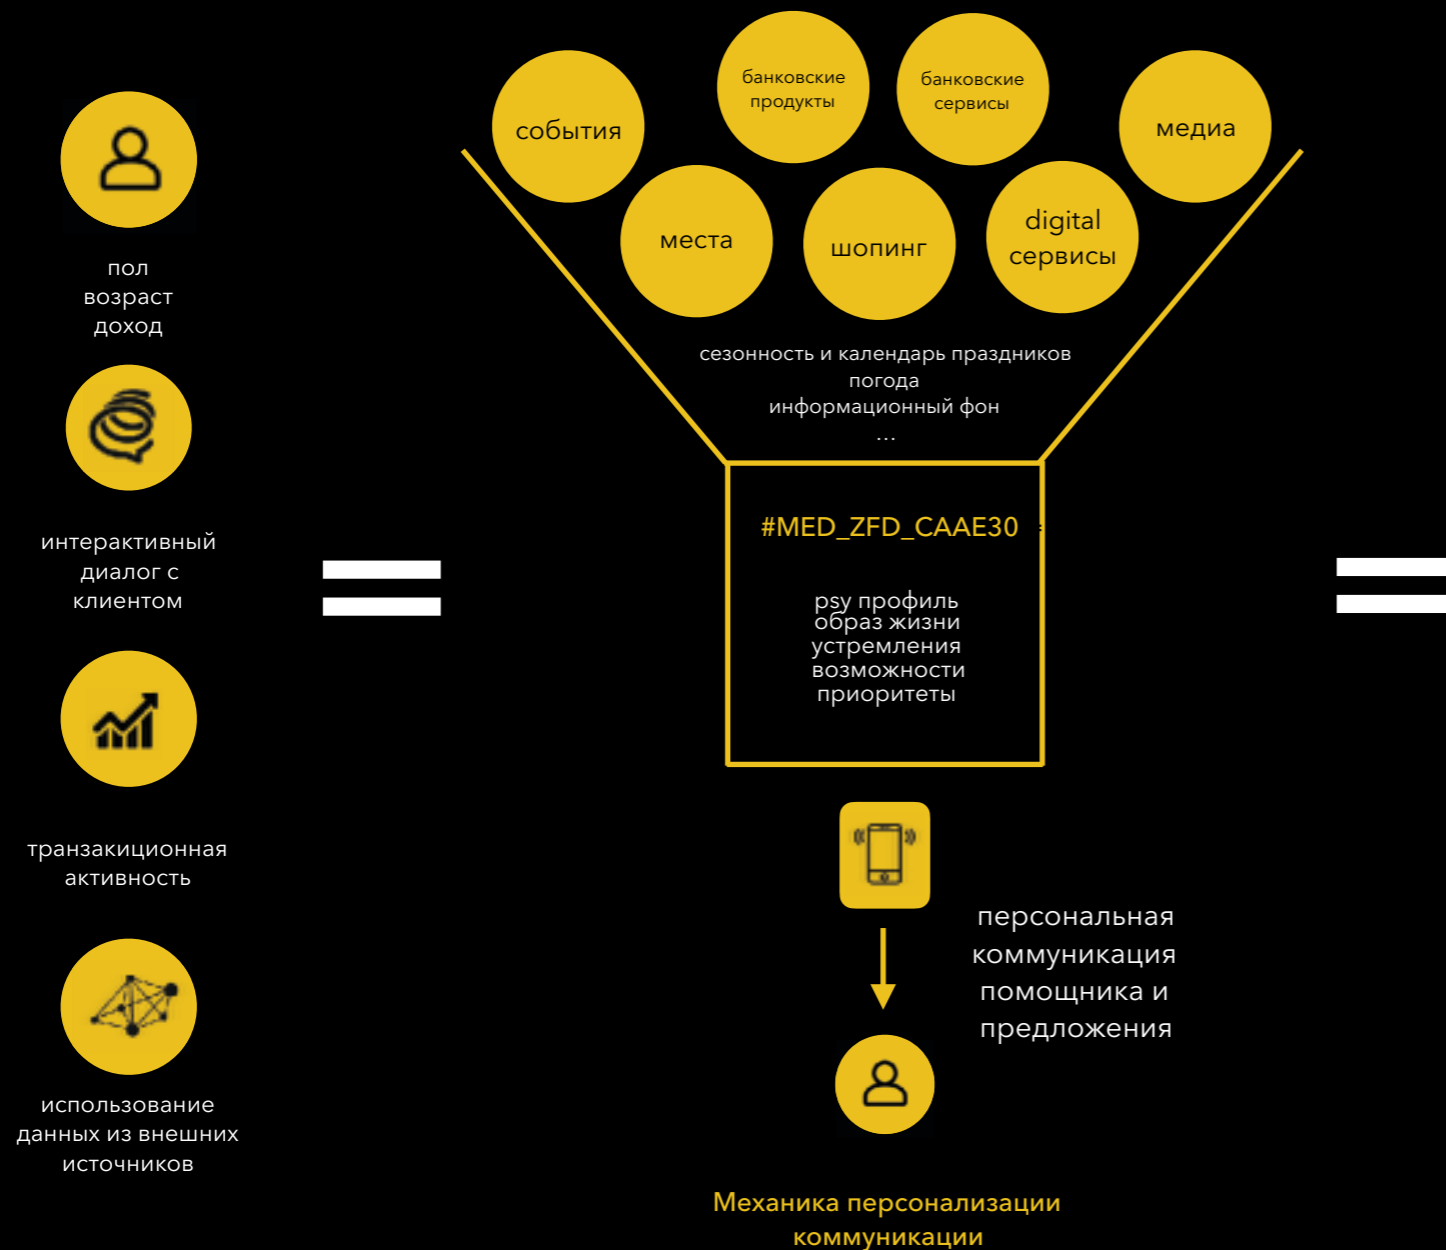 пол
возраст
доход
интерактивный
диалог с
клиентом
транзакиционная
активность
использование
данных из внешних
источников
события
банковские
продукты
банковские
сервисы
медиа
места
шопинг
digital
сервисы
сезонность и календарь праздников
погода
информационный фон
...
#MED_ZFD_CAAE30
psy профиль
образ жизни
устремления
возможности
приоритеты
персональная
коммуникация
помощника и
предложения
Механика персонализации
коммуникации